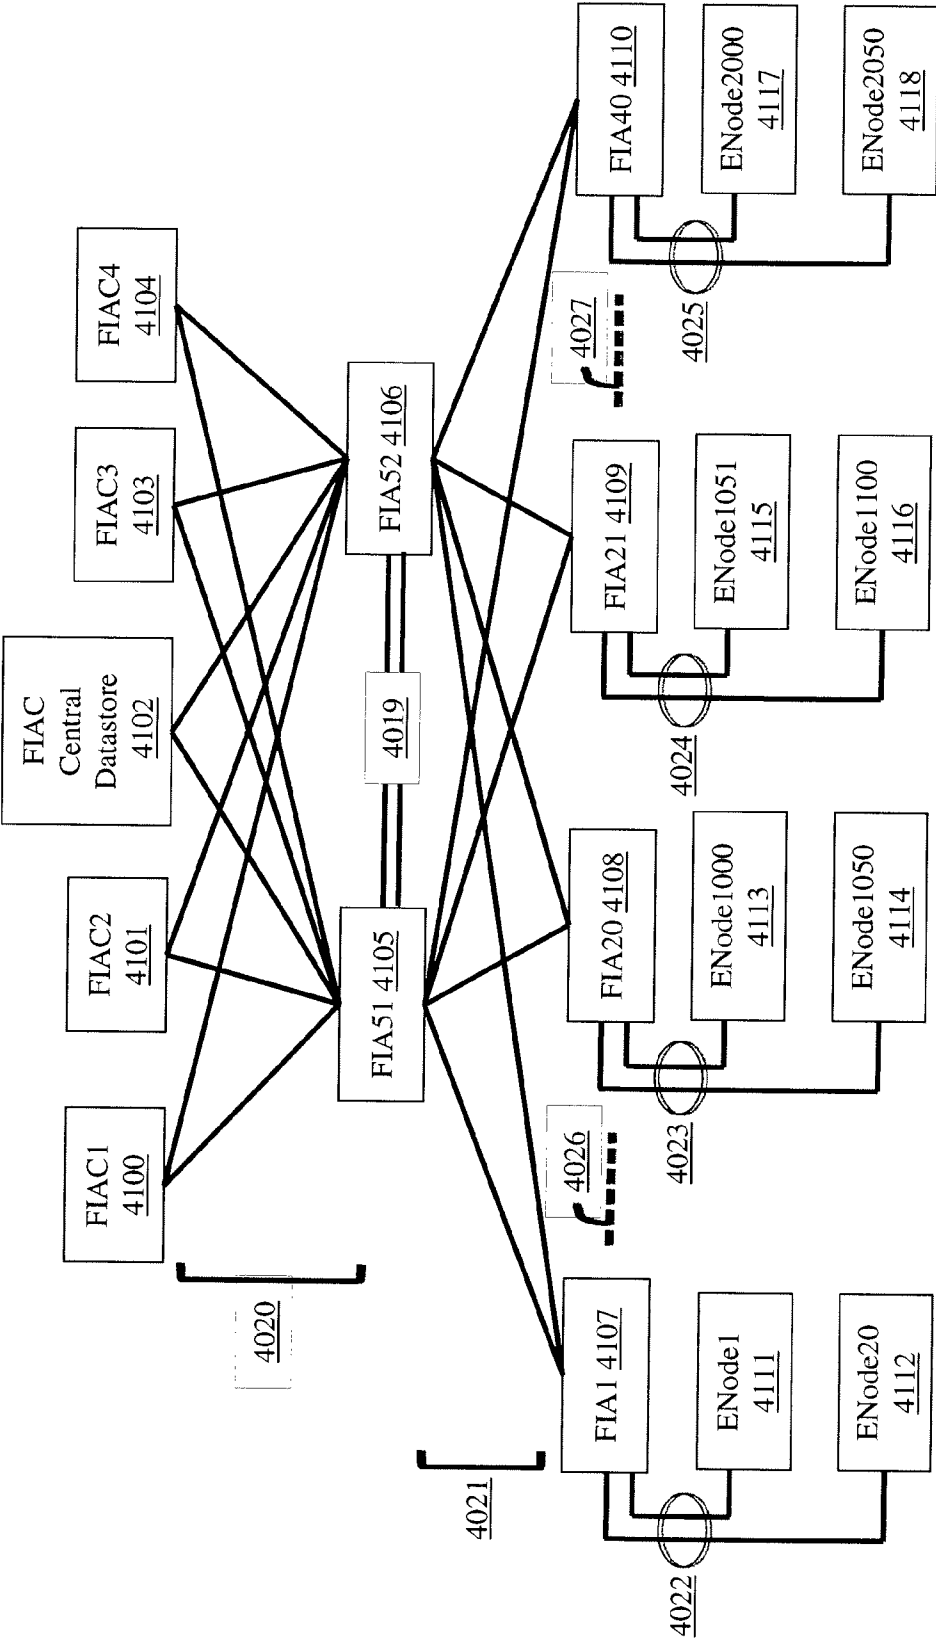 FIAC1
4100
FIAC2
4101
FIAC
Central
Datastore
4102
FIAC3
4103
FIAC4
4104
4020
FIA51 4105
4019
FIA52 4106
4021
4026
4027
FIA1 4107
FIA20 4108
FIA21 4109
FIA40 4110
4022
ENode1
4111
4023
ENode1000
4113
4024
ENode1051
4115
4025
ENode2000
4117
ENode20
4112
ENode1050
4114
ENode1100
4116
ENode2050
4118